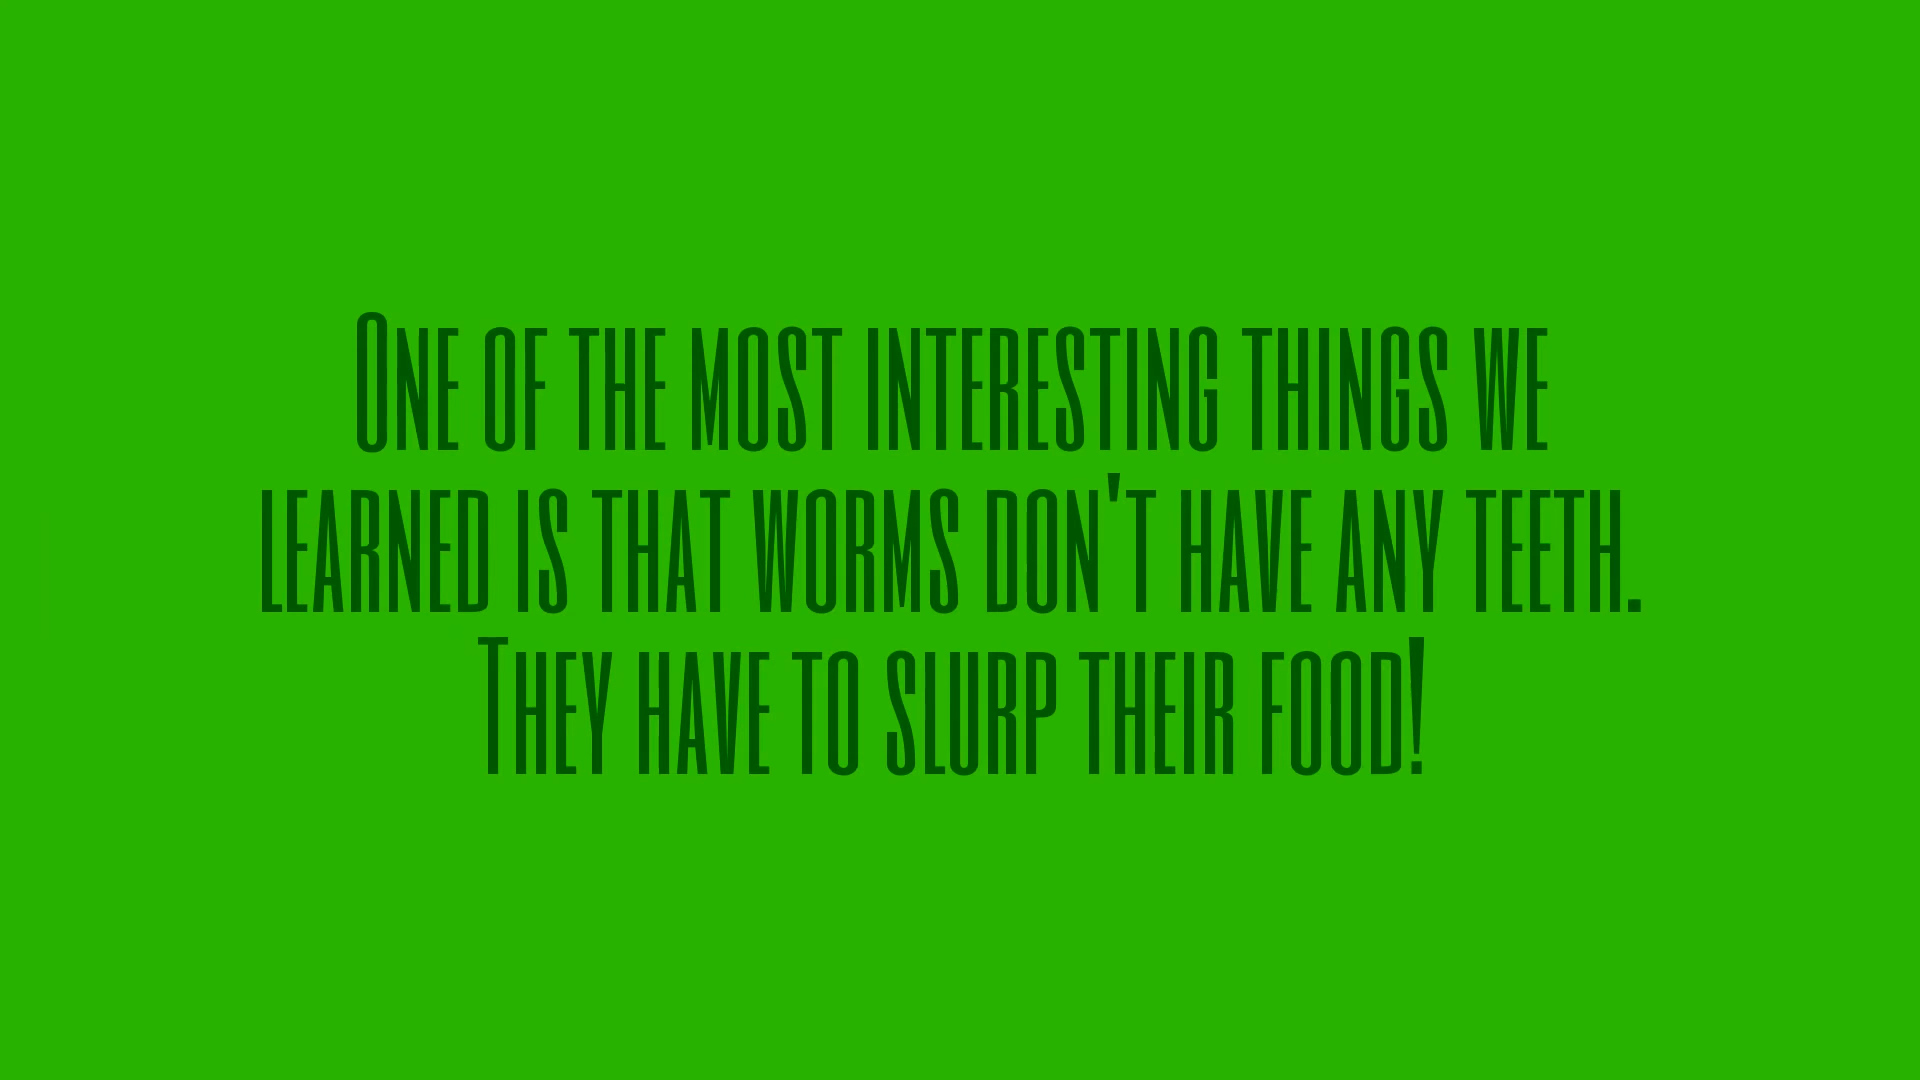 One of the most interesting things we
learned is that worms don't have any teeth.
They have to slurp their food!